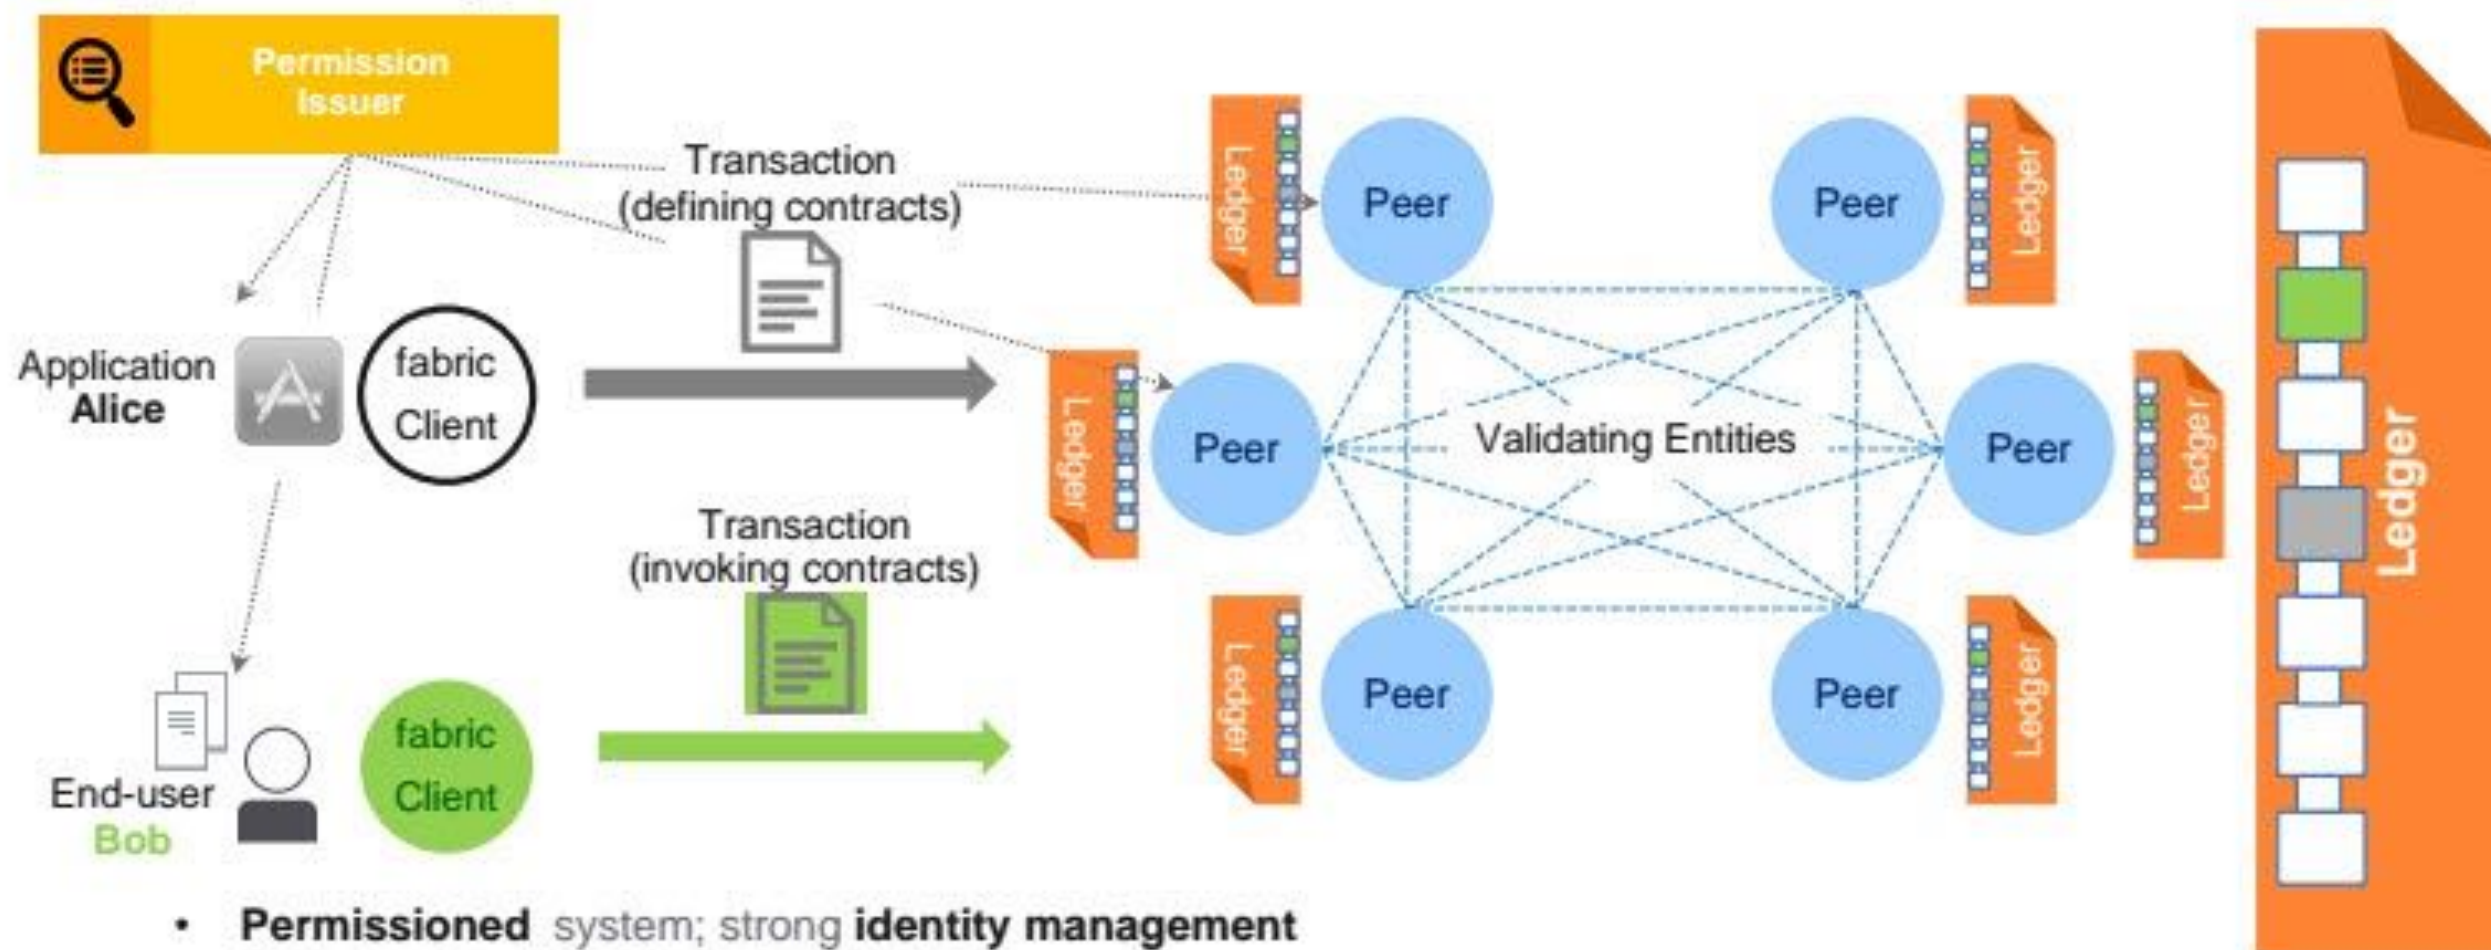 Permission
Issuer
Transaction
(defining contracts)
Application
Alice
fabric
Client
Transaction
(invoking contracts)
End-user
Bob
fabric
Client
Ledger
Peer
Peer
Ledger
Ledger
Peer
Validating Entities
Peer
Ledger
Ledger
Peer
Peer
Ledger
Ledger
• Permissioned system; strong identity management